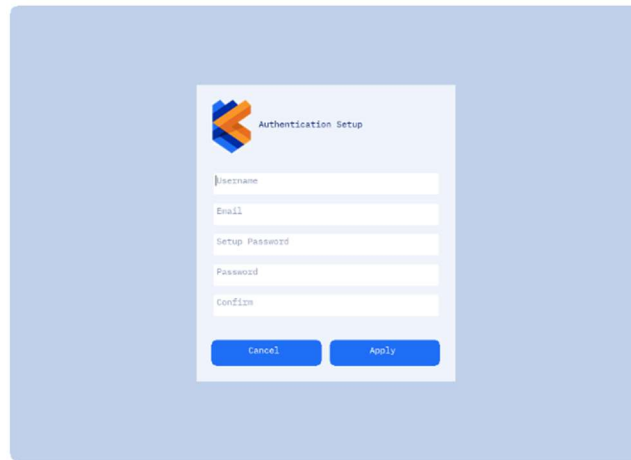 Authentication Setup
Username
Email
Setup Password
Password
Confirm
Cancel Apply